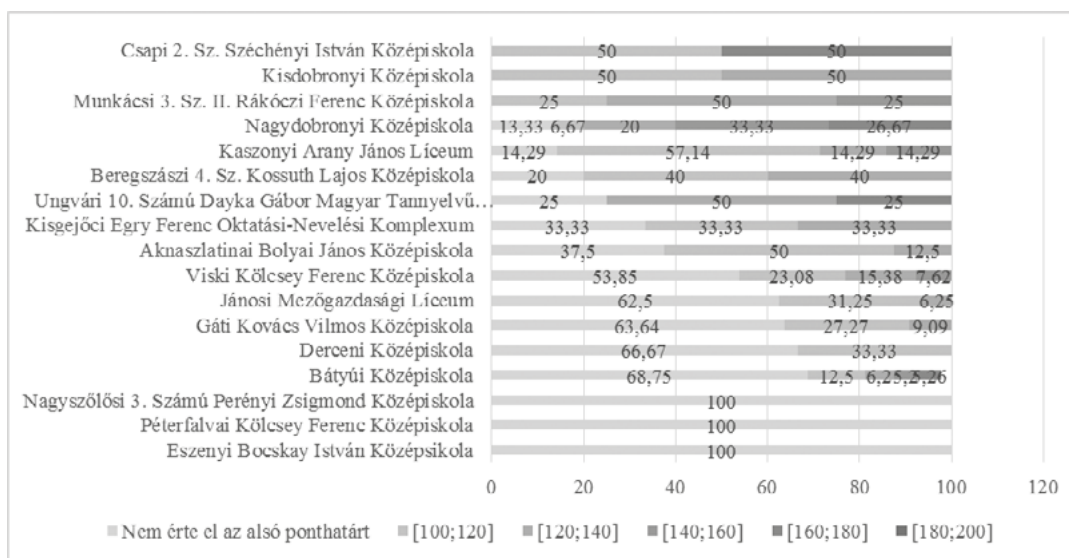 Csapi 2. Sz. Széchenyi István Középiskola 50 50
Kisdobronyi Középiskola 50 50
Munkácsi 3. Sz. II. Rákóczi Ferenc Középiskola 25 50 25
Nagydobronyi Középiskola 13,33 6,67 20 33,33 26,67
Kaszonyi Arany János Líceum 14,29 57,14 14,29 14,29
Beregszászi 4. Sz. Kossuth Lajos Középiskola 20 40 40
Ungvári 10. Számú Dayka Gábor Magyar Tannyelvű… 25 50 25
Kisgejőci Egry Ferenc Oktatási-Nevelési Komplexum 33,33 33,33 33,33
Aknaszlatinai Bolyai János Középiskola 37,5 50 12,5
Viski Kölcsey Ferenc Középiskola 53,85 23,08 15,38 7,62
Jánosi Mezőgazdasági Líceum 62,5 31,25 6,25
Gáti Kovács Vilmos Középiskola 63,64 27,27 9,09
Derceni Középiskola 66,67 33,33
Bátyúi Középiskola 68,75 12,5
Nagyszőlősi 3. Számú Perényi Zsigmond Középiskola 100
Péterfalvai Kölcsey Ferenc Középiskola 100
Eszenyi Bocskay István Középsikola 100
0 20 40 60 80 100 120
Nem érte el az alsó ponthatárt [100;120] [120;140] [140;160] [160;180] [180;200]